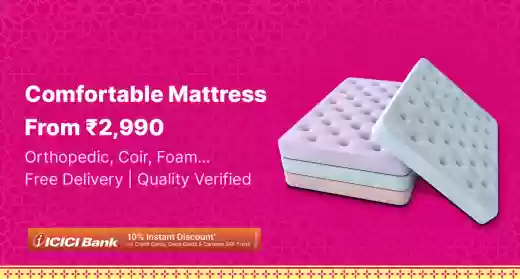 Comfortable Mattress
From ₹2,990
Orthopedic, Coir, Foam...
Free Delivery | Quality Verified
ICICI Bank
10% Instant Discount*